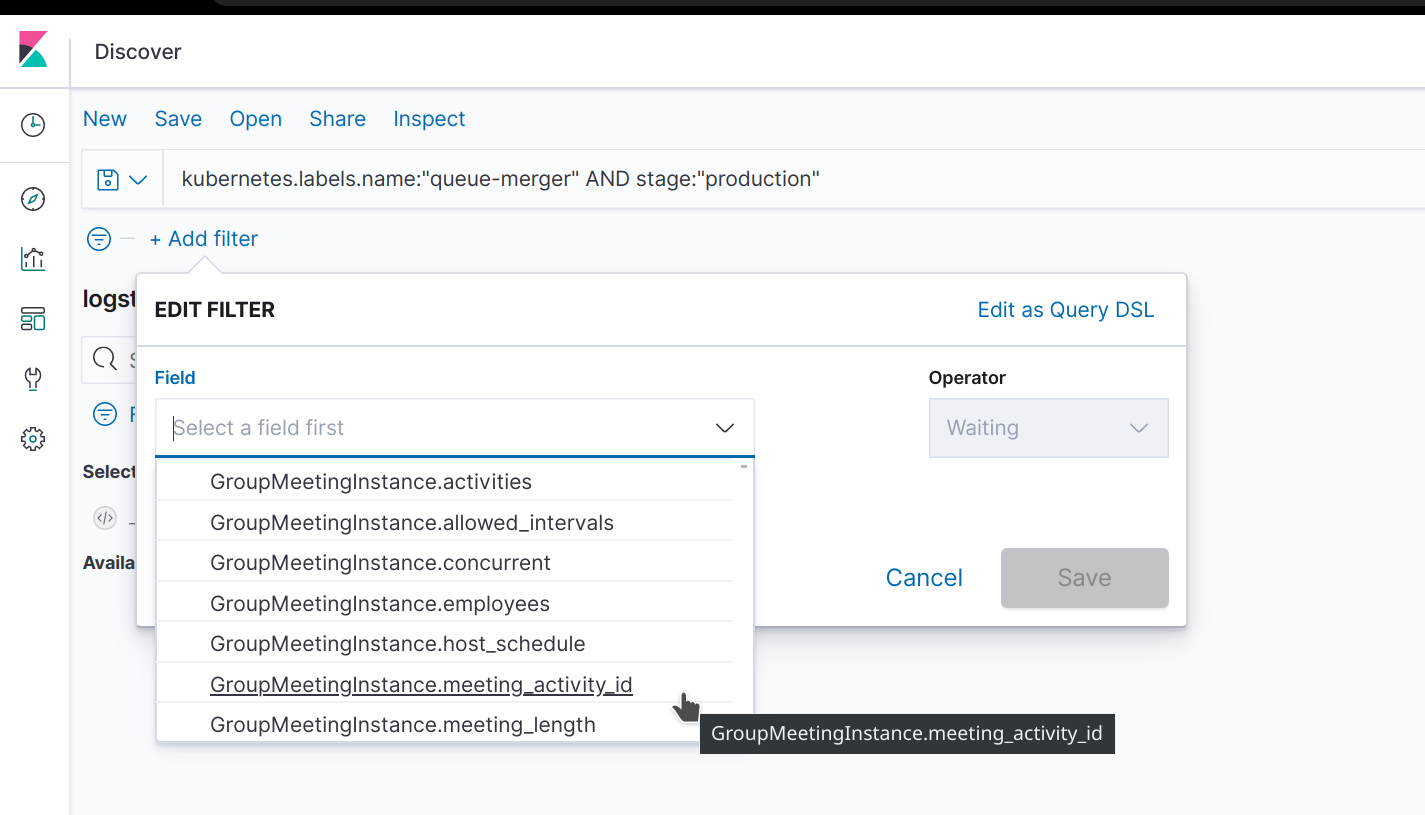 Discover
New Save Open Share Inspect
kubernetes.labels.name:"queue-merger" AND stage:"production"
+ Add filter
logst
EDIT FILTER
Edit as Query DSL
Field
Operator
Select a field first
Waiting
Select
GroupMeetingInstance.activities
GroupMeetingInstance.allowed_intervals
Availa
GroupMeetingInstance.concurrent
Cancel
Save
GroupMeetingInstance.employees
GroupMeetingInstance.host_schedule
GroupMeetingInstance.meeting_activity_id
GroupMeetingInstance.meeting_length
GroupMeetingInstance.meeting_activity_id